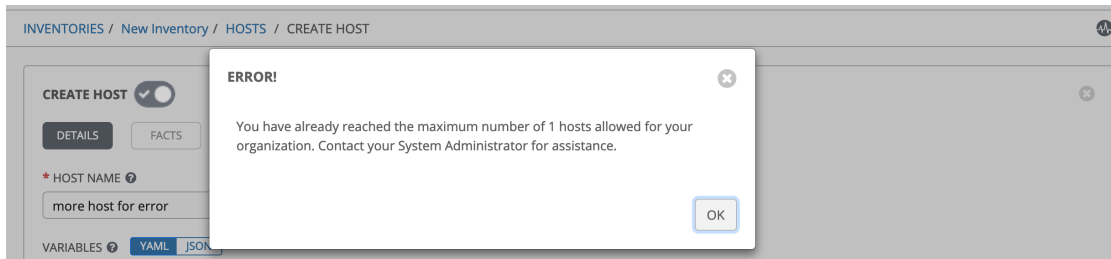 INVENTORIES / New Inventory / HOSTS / CREATE HOST
ERROR!
You have already reached the maximum number of 1 hosts allowed for your
organization. Contact your System Administrator for assistance.
OK
CREATE HOST
DETAILS FACTS
* HOST NAME ?
more host for error
VARIABLES ? YAML JSON